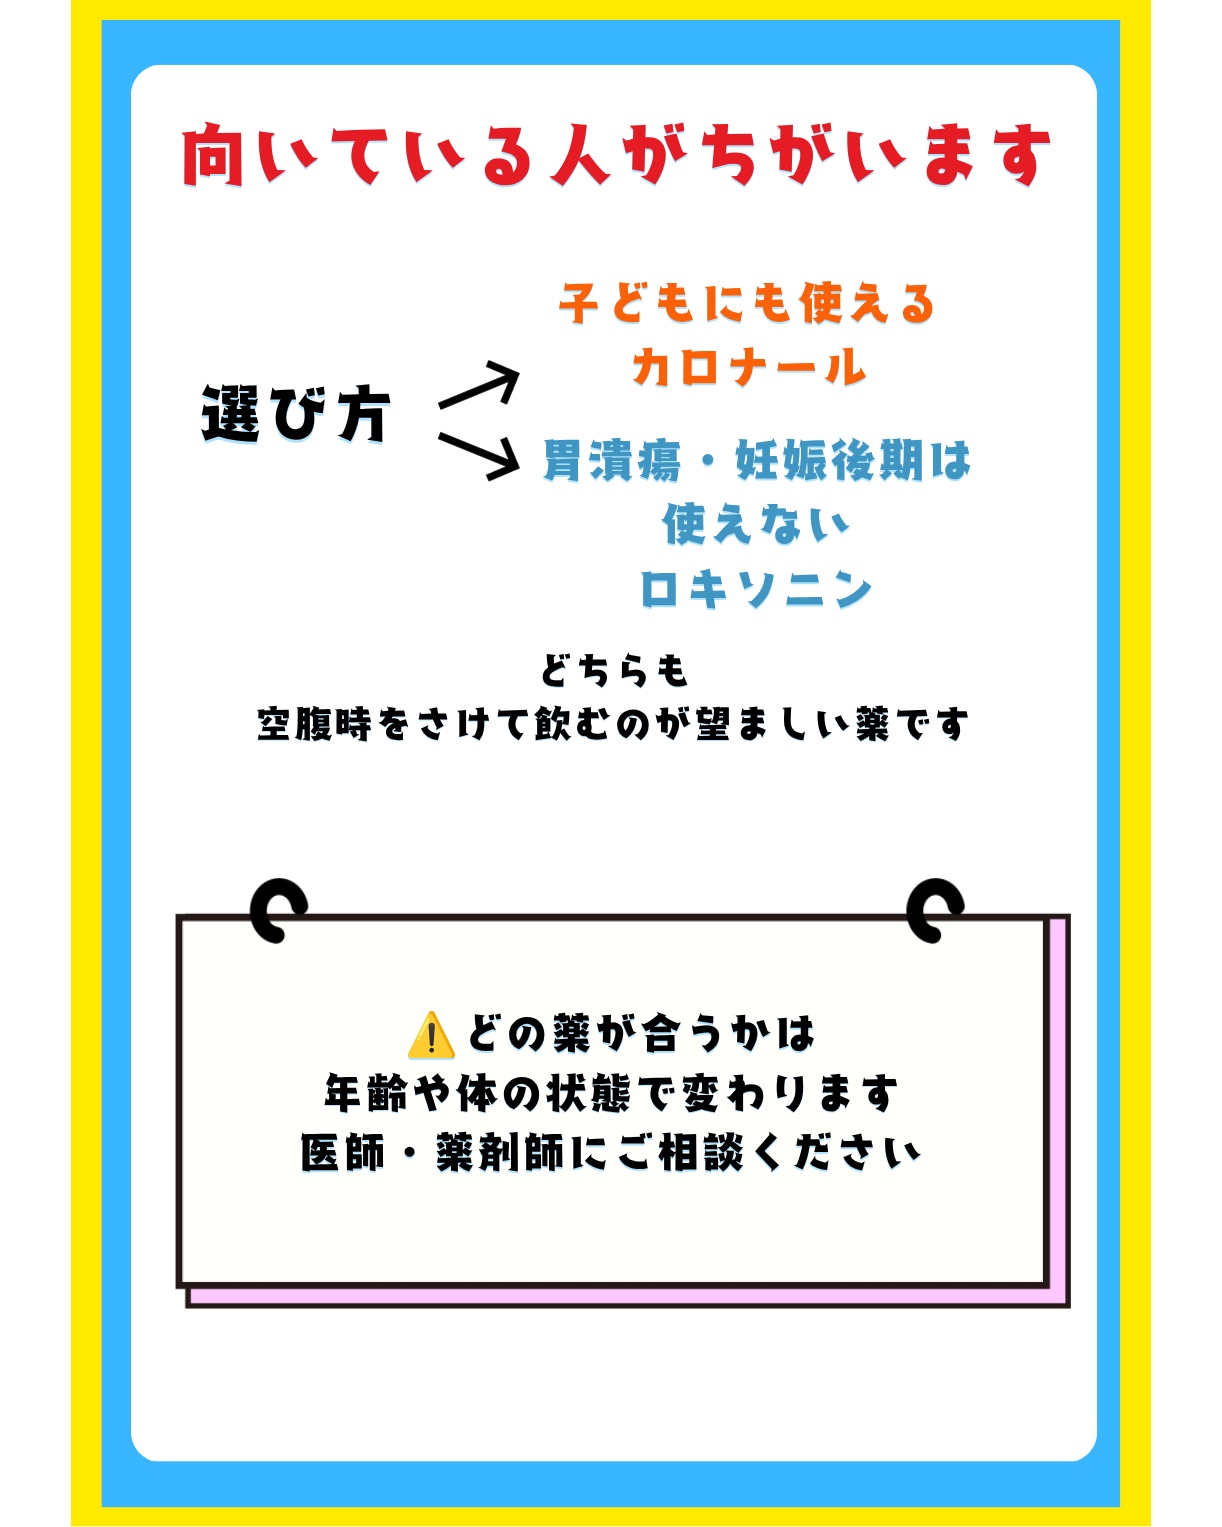 向いている人がちがいます
選び方
子どもにも使える
カロナール
胃潰瘍・妊娠後期は
使えない
ロキソニン
どちらも
空腹時をさけて飲むのが望ましい薬です
⚠️どの薬が合うかは
年齢や体の状態で変わります
医師・薬剤師にご相談ください